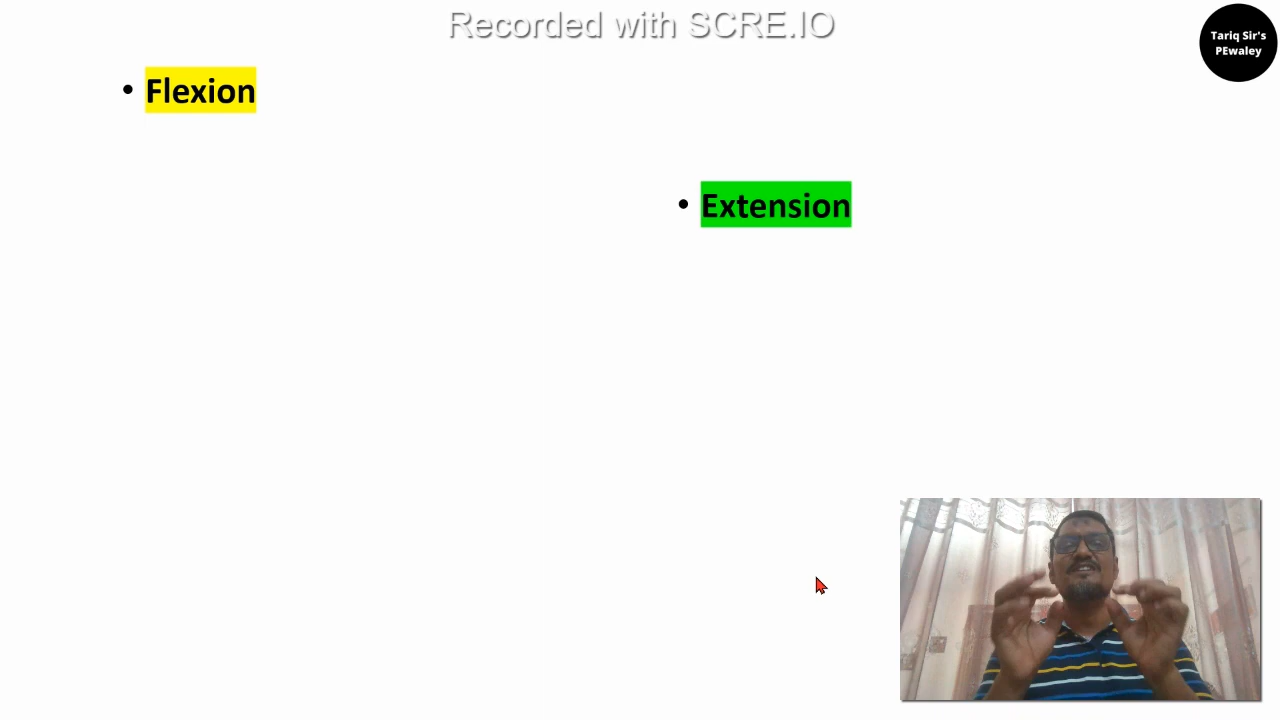 Recorded with SCRE.IO
Tariq Sir's
PEwaley
• Flexion
• Extension